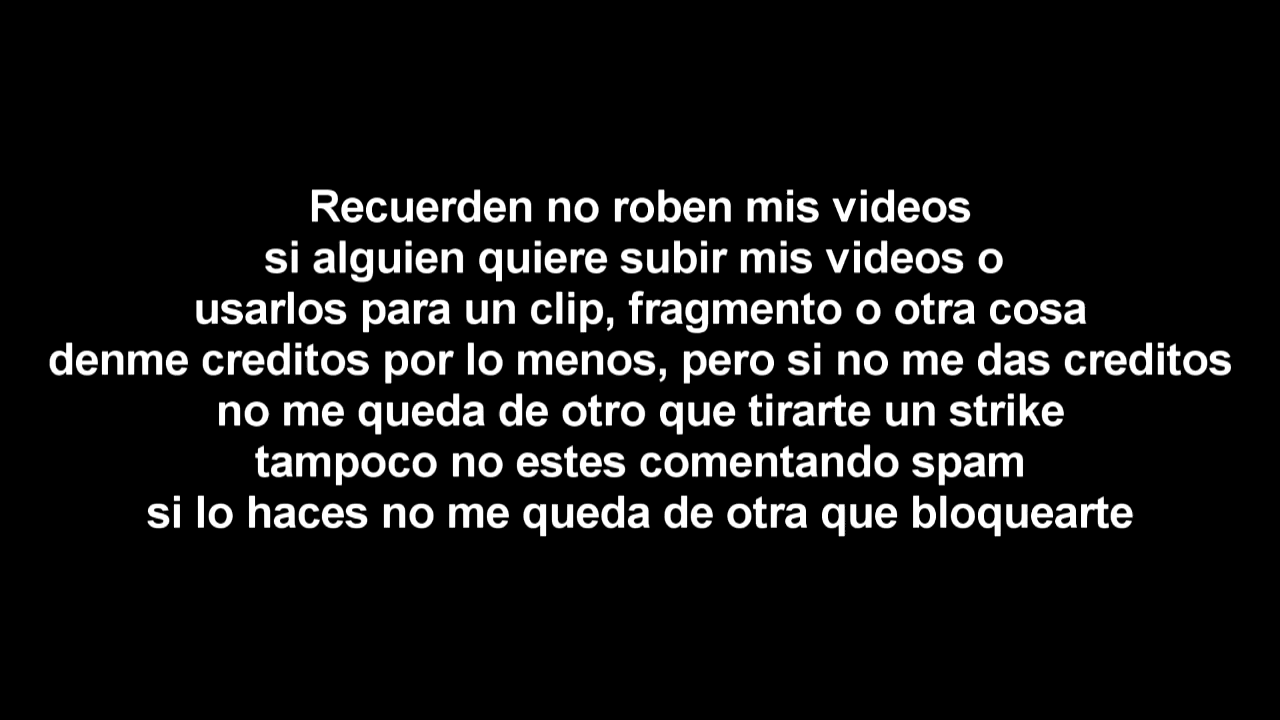 Recuerden no roben mis videos
si alguien quiere subir mis videos o
usarlos para un clip, fragmento o otra cosa
denme creditos por lo menos, pero si no me das creditos
no me queda de otro que tirarte un strike
tampoco no estes comentando spam
si lo haces no me queda de otra que bloquearte